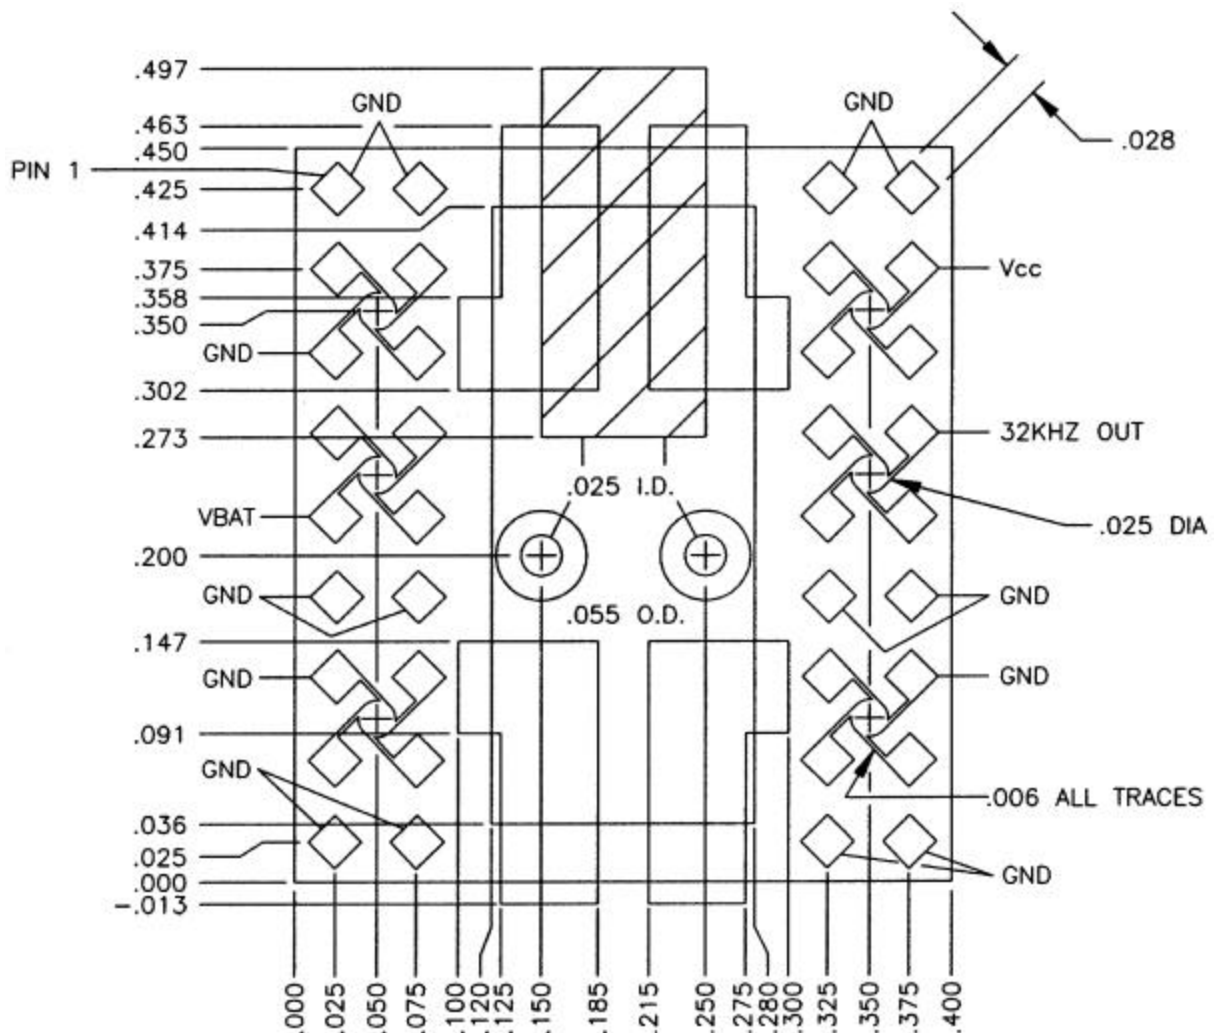 .497
GND
GND
.463
.450
.028
PIN 1
.425
.414
.375
Vcc
.358
.350
GND
.302
.273
32KHZ OUT
.025 I.D.
VBAT
.025 DIA
.200
GND
GND
.055 O.D.
.147
GND
GND
.091
GND
.006 ALL TRACES
.036
.025
GND
.000
-.013
.000
.025
.050
.075
.100
.120
.125
.150
.185
.215
.250
.275
.280
.300
.325
.350
.375
.400